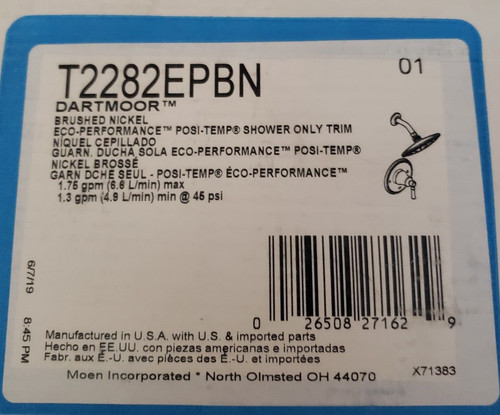 T2282EPBN
01
DARTMOOR™
BRUSHED NICKEL
ECO-PERFORMANCE™ POSI-TEMP® SHOWER ONLY TRIM
NÍQUEL CEPILLADO
GUARN. DUCHA SOLA ECO-PERFORMANCE™ POSI-TEMP®
NICKEL BROSSÉ
GARN DCHE SEUL - POSI-TEMP® ÉCO-PERFORMANCE™
1.75 gpm (6.6 L/min) max
1.3 gpm (4.9 L/min) min @ 45 psi
6/7/19 8:45 PM
0 26508 27162 9
Manufactured in U.S.A. with U.S. & imported parts
Hecho en EE.UU. con piezas americanas e importadas
Fabr. aux É.-U. avec pièces des É.-U. et importées
Moen Incorporated * North Olmsted OH 44070
X71383